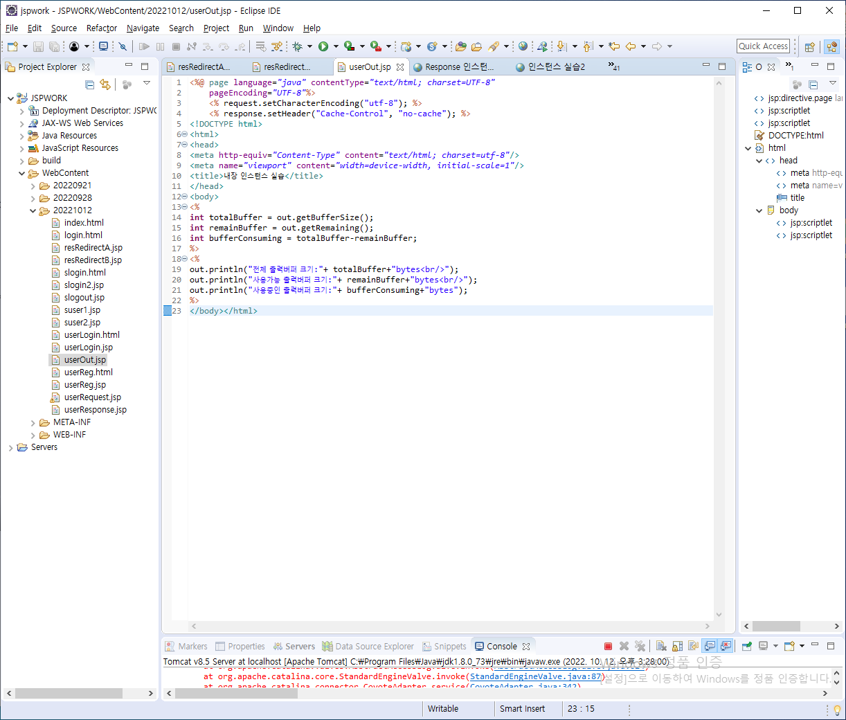 jspwork - JSPWORK/WebContent/20221012/userOut.jsp - Eclipse IDE
File Edit Source Refactor Navigate Search Project Run Window Help
Quick Access
Project Explorer
JSPWORK
Deployment Descriptor: JSPWO
JAX-WS Web Services
Java Resources
JavaScript Resources
build
WebContent
20220921
20220928
20221012
index.html
login.html
resRedirectA.jsp
resRedirectB.jsp
slogin.html
slogin2.jsp
slogout.jsp
suser1.jsp
suser2.jsp
userLogin.html
userLogin.jsp
userOut.jsp
userReg.html
userReg.jsp
userRequest.jsp
userResponse.jsp
META-INF
WEB-INF
Servers
resRedirectA... resRedirect... userOut.jsp Response 인스턴... 인스턴스 실습2 »41
1 <%@ page language="java" contentType="text/html; charset=UTF-8"
2 pageEncoding="UTF-8"%>
3 <% request.setCharacterEncoding("utf-8"); %>
4 <% response.setHeader("Cache-Control", "no-cache"); %>
5 <!DOCTYPE html>
6 <html>
7 <head>
8 <meta http-equiv="Content-Type" content="text/html; charset=utf-8"/>
9 <meta name="viewport" content="width=device-width, initial-scale=1"/>
10 <title>내장 인스턴스 실습</title>
11 </head>
12 <body>
13 <%
14 int totalBuffer = out.getBufferSize();
15 int remainBuffer = out.getRemaining();
16 int bufferConsuming = totalBuffer-remainBuffer;
17 %>
18 <%
19 out.println("전체 출력버퍼 크기:"+ totalBuffer+"bytes<br/>");
20 out.println("사용가능 출력버퍼 크기:"+ remainBuffer+"bytes<br/>");
21 out.println("사용중인 출력버퍼 크기:"+ bufferConsuming+"bytes");
22 %>
23 </body></html>
O »1
jsp:directive.page lan
jsp:scriptlet
jsp:scriptlet
DOCTYPE:html
html
head
meta http-equ
meta name=v
title
body
jsp:scriptlet
jsp:scriptlet
Markers Properties Servers Data Source Explorer Snippets Console
Tomcat v8.5 Server at localhost [Apache Tomcat] C:₩Program Files₩Java₩jdk1.8.0_73₩jre₩bin₩javaw.exe (2022. 10. 12. 오후 3:28:00)
정품 인증
at org.apache.catalina.core.StandardEngineValve.invoke(StandardEngineValve.java:87)
[설정]으로 이동하여 Windows를 정품 인증합니다.
at org.apache.catalina.connector.CoyoteAdapter.service(CoyoteAdapter.java:342)
Writable Smart Insert 23 : 15